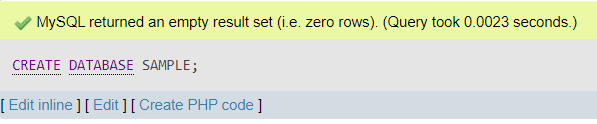 MySQL returned an empty result set (i.e. zero rows). (Query took 0.0023 seconds.)
CREATE DATABASE SAMPLE;
[ Edit inline ] [ Edit ] [ Create PHP code ]